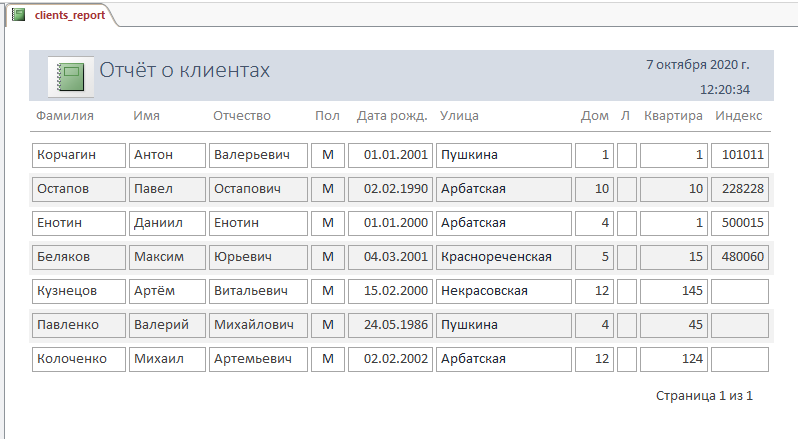 clients_report
Отчёт о клиентах 7 октября 2020 г.
12:20:34
Фамилия Имя Отчество Пол Дата рожд. Улица Дом Л Квартира Индекс
Корчагин Антон Валерьевич М 01.01.2001 Пушкина 1 1 101011
Остапов Павел Остапович М 02.02.1990 Арбатская 10 10 228228
Енотин Даниил Енотин М 01.01.2000 Арбатская 4 1 500015
Беляков Максим Юрьевич М 04.03.2001 Краснореченская 5 15 480060
Кузнецов Артём Витальевич М 15.02.2000 Некрасовская 12 145
Павленко Валерий Михайлович М 24.05.1986 Пушкина 4 45
Колоченко Михаил Артемьевич М 02.02.2002 Арбатская 12 124
Страница 1 из 1